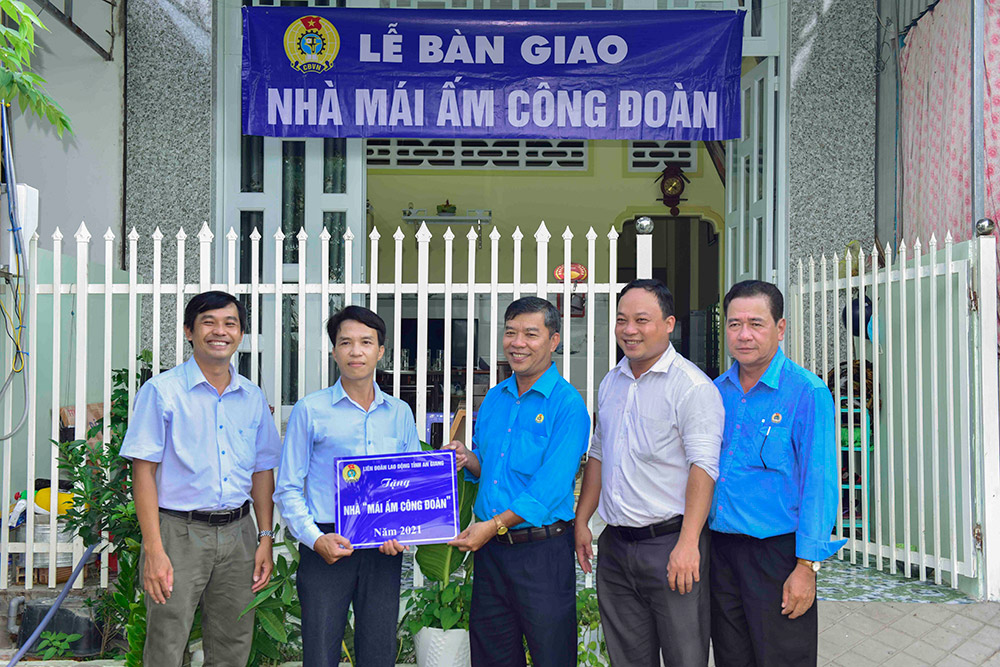 CĐVN
LỄ BÀN GIAO
NHÀ MÁI ẤM CÔNG ĐOÀN
LIÊN ĐOÀN LAO ĐỘNG TỈNH AN GIANG
Tặng
NHÀ "MÁI ẤM CÔNG ĐOÀN"
Năm 2021